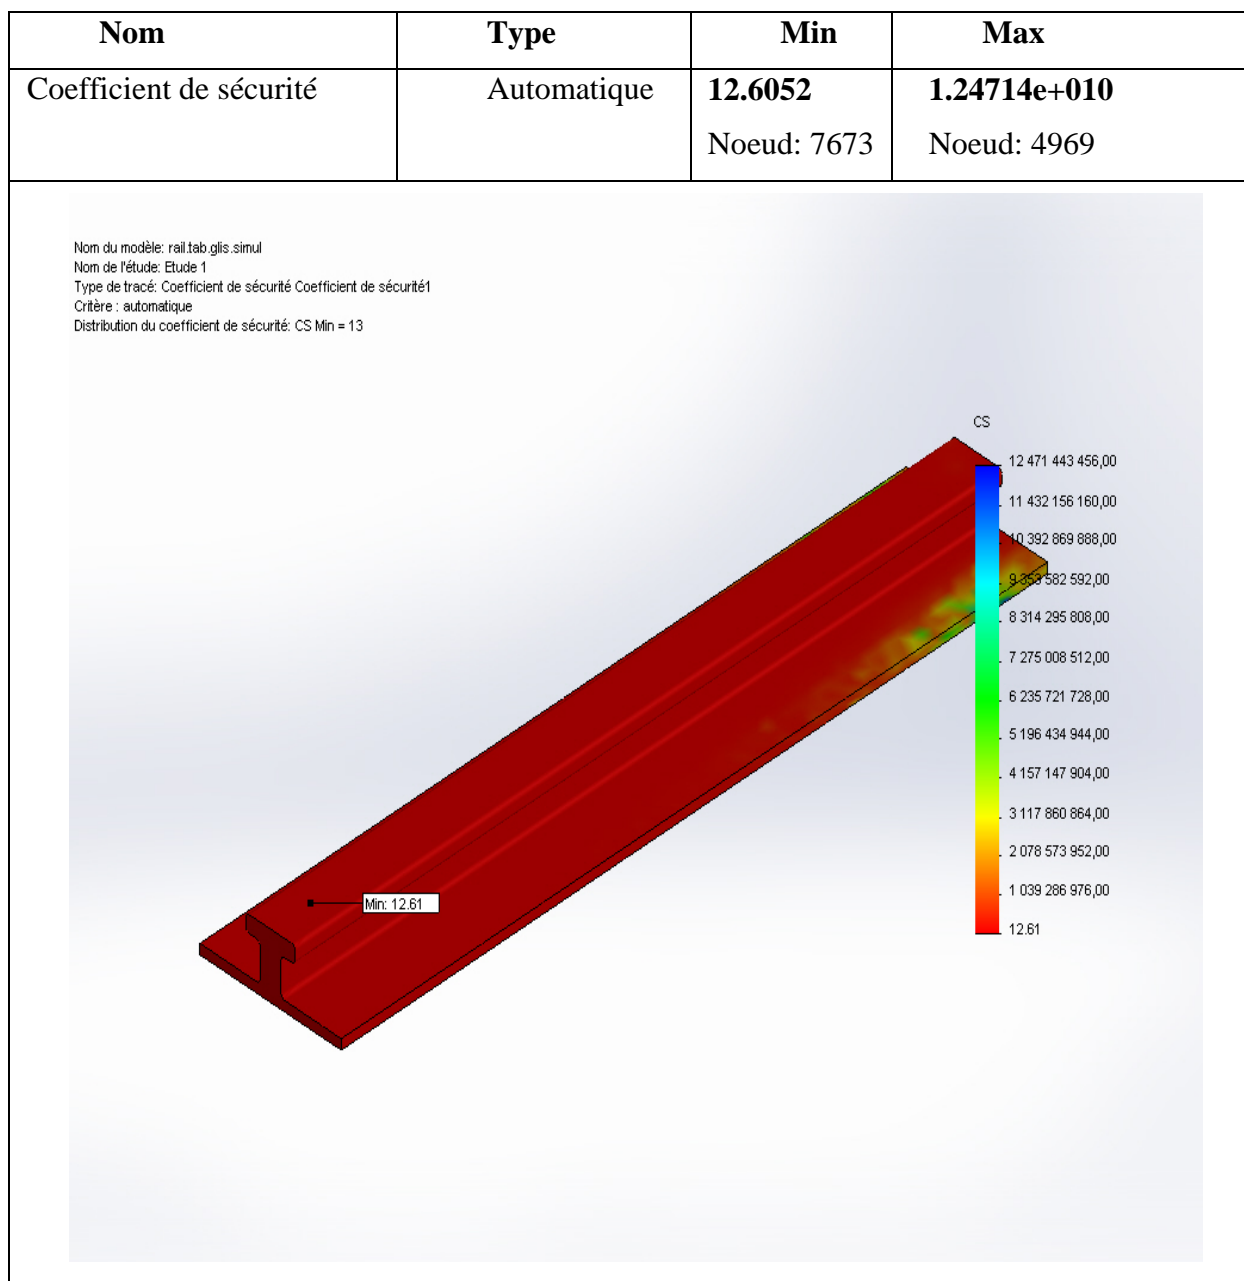 Nom Type Min Max
Coefficient de sécurité Automatique 12.6052 1.24714e+010
Noeud: 7673 Noeud: 4969
Nom du modèle: rail.tab.glis.simul
Nom de l'étude: Etude 1
Type de tracé: Coefficient de sécurité Coefficient de sécurité1
Critère : automatique
Distribution du coefficient de sécurité: CS Min = 13
CS
12 471 443 456,00
11 432 156 160,00
10 392 869 888,00
9 353 582 592,00
8 314 295 808,00
7 275 008 512,00
6 235 721 728,00
5 196 434 944,00
4 157 147 904,00
3 117 860 864,00
2 078 573 952,00
1 039 286 976,00
12.61
Min: 12.61